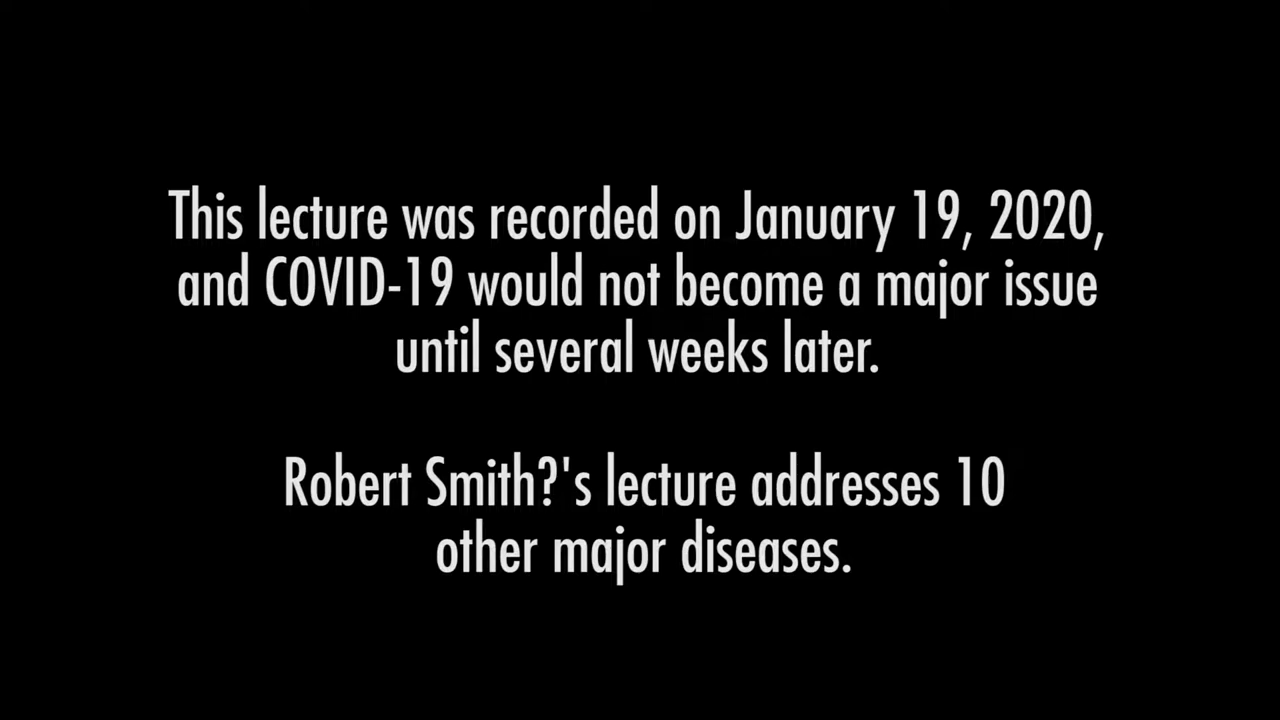 This lecture was recorded on January 19, 2020,
and COVID-19 would not become a major issue
until several weeks later.
Robert Smith?'s lecture addresses 10
other major diseases.